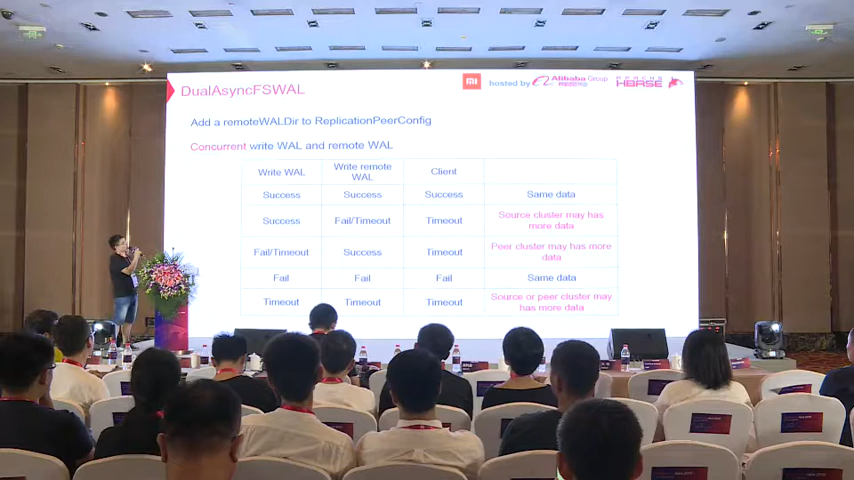 DualAsyncFSWAL
mi
hosted by Alibaba Group
HBASE
Add a remoteWALDir to ReplicationPeerConfig
Concurrent write WAL and remote WAL
Write WAL
Write remote
WAL
Client
Success
Success
Success
Same data
Success
Fail/Timeout
Timeout
Source cluster may has
more data
Fail/Timeout
Success
Timeout
Peer cluster may has more
data
Fail
Fail
Fail
Same data
Timeout
Timeout
Timeout
Source or peer cluster may
has more data